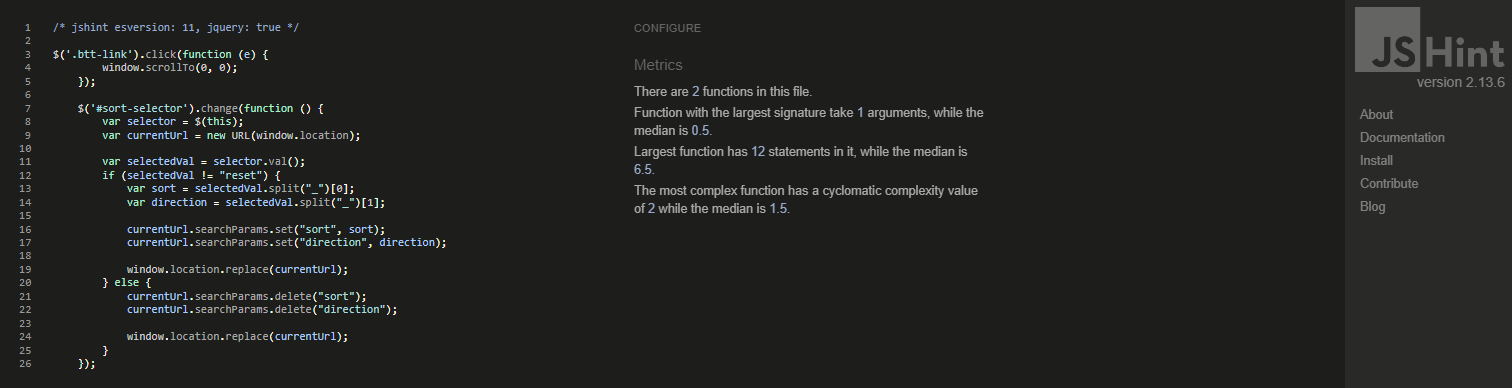 1 /* jshint esversion: 11, jquery: true */
2
3 $('.btt-link').click(function (e) {
4         window.scrollTo(0, 0);
5     });
6
7     $('#sort-selector').change(function () {
8         var selector = $(this);
9         var currentUrl = new URL(window.location);
10
11         var selectedVal = selector.val();
12         if (selectedVal != "reset") {
13             var sort = selectedVal.split("_")[0];
14             var direction = selectedVal.split("_")[1];
15
16             currentUrl.searchParams.set("sort", sort);
17             currentUrl.searchParams.set("direction", direction);
18
19             window.location.replace(currentUrl);
20         } else {
21             currentUrl.searchParams.delete("sort");
22             currentUrl.searchParams.delete("direction");
23
24             window.location.replace(currentUrl);
25         }
26     });
CONFIGURE
Metrics
There are 2 functions in this file.
Function with the largest signature take 1 arguments, while the
median is 0.5.
Largest function has 12 statements in it, while the median is
6.5.
The most complex function has a cyclomatic complexity value
of 2 while the median is 1.5.
JSHint
version 2.13.6
About
Documentation
Install
Contribute
Blog